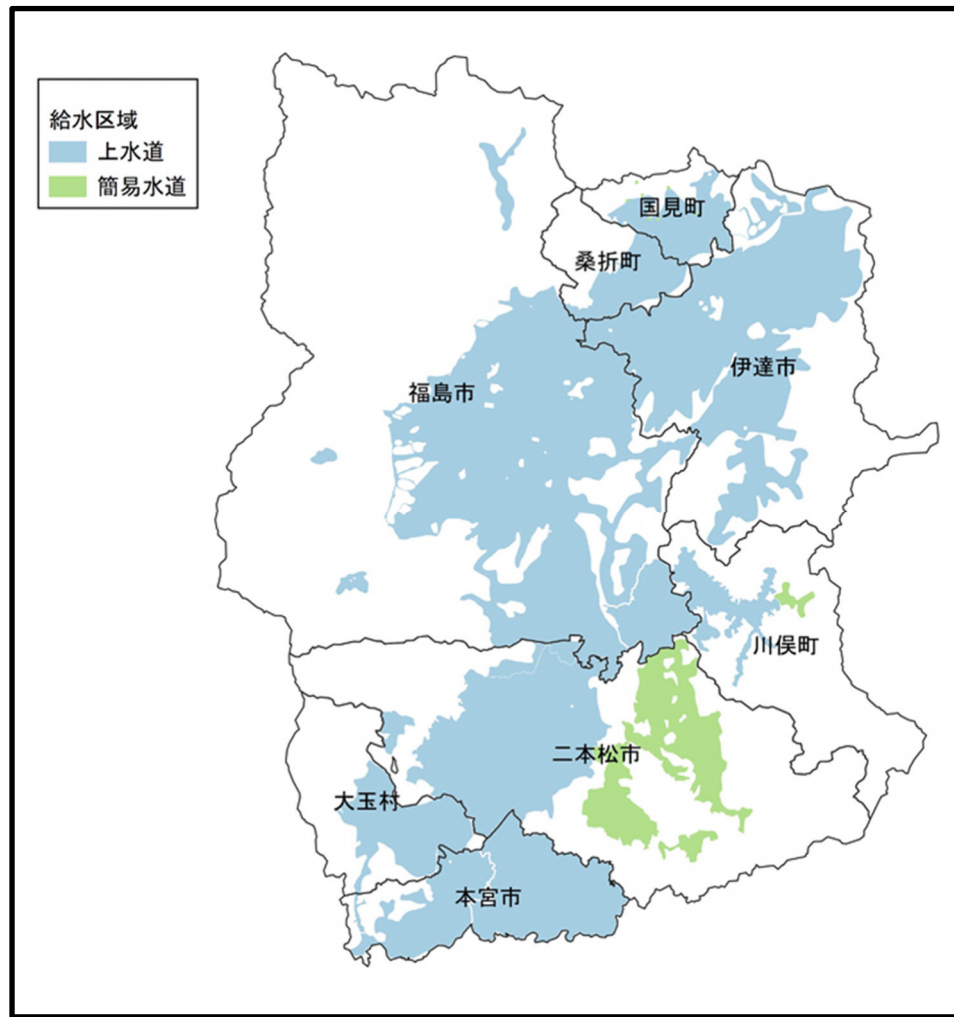 給水区域
上水道
簡易水道
国見町
桑折町
伊達市
福島市
川俣町
二本松市
大玉村
本宮市